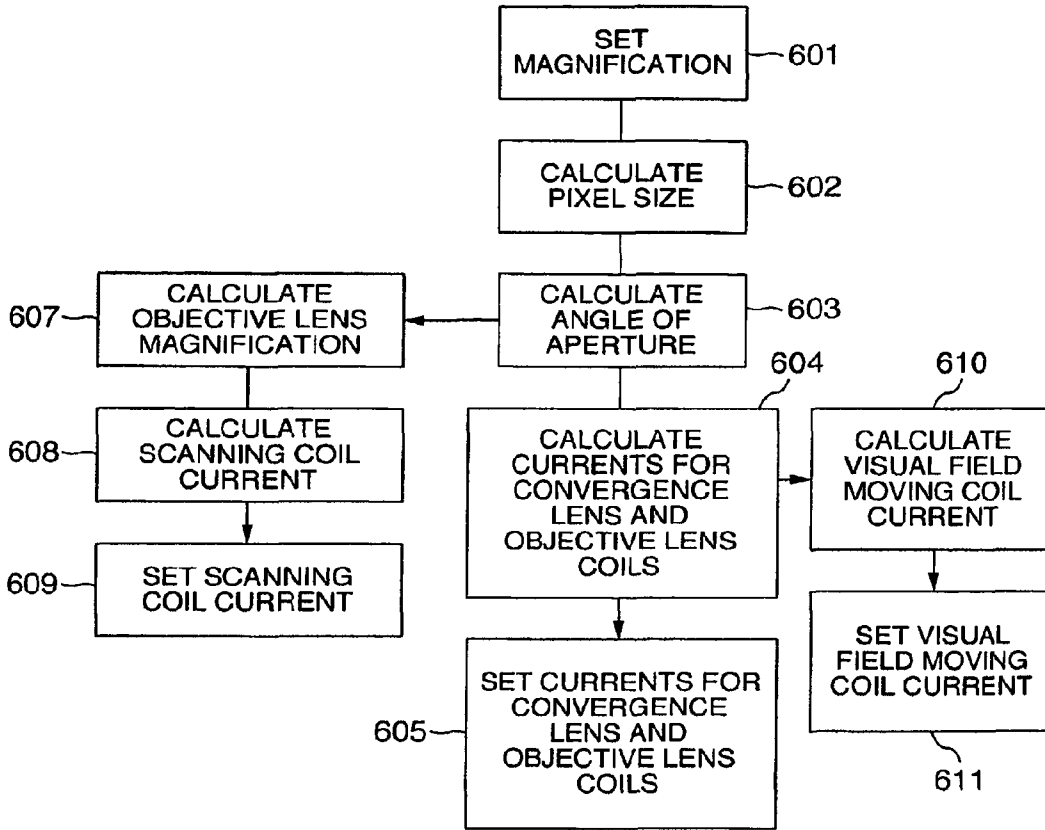 SET
MAGNIFICATION
601
CALCULATE
PIXEL SIZE
602
CALCULATE
ANGLE OF
APERTURE
603
607
CALCULATE
OBJECTIVE LENS
MAGNIFICATION
608
CALCULATE
SCANNING COIL
CURRENT
609
SET SCANNING
COIL CURRENT
604
CALCULATE
CURRENTS FOR
CONVERGENCE
LENS AND
OBJECTIVE LENS
COILS
605
SET CURRENTS FOR
CONVERGENCE
LENS AND
OBJECTIVE LENS
COILS
610
CALCULATE
VISUAL FIELD
MOVING COIL
CURRENT
SET VISUAL
FIELD MOVING
COIL CURRENT
611